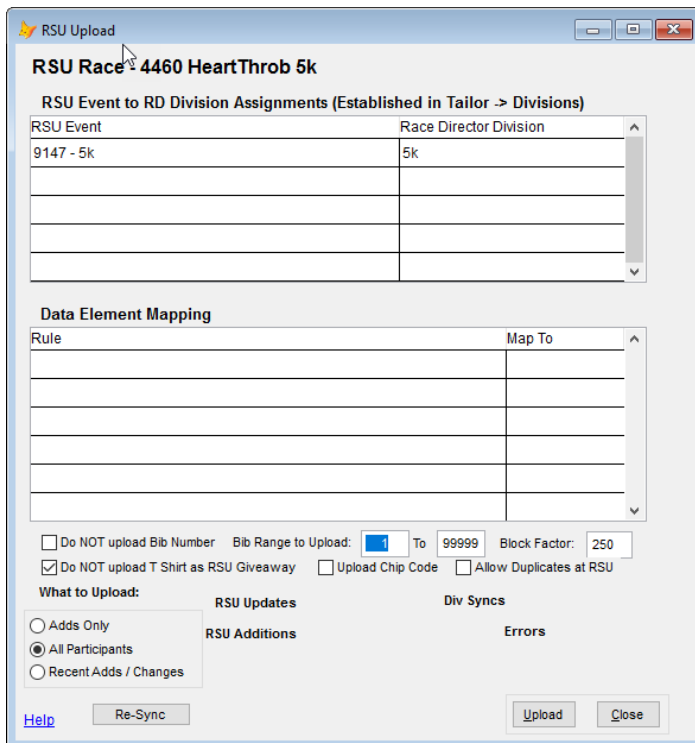 RSU Upload
RSU Race - 4460 HeartThrob 5k
RSU Event to RD Division Assignments (Established in Tailor -> Divisions)
RSU Event Race Director Division
9147 - 5k 5k
Data Element Mapping
Rule Map To
Do NOT upload Bib Number Bib Range to Upload: 1 To 99999 Block Factor: 250
Do NOT upload T Shirt as RSU Giveaway Upload Chip Code Allow Duplicates at RSU
What to Upload: RSU Updates Div Syncs
Adds Only RSU Additions Errors
All Participants
Recent Adds / Changes
Help Re-Sync Upload Close